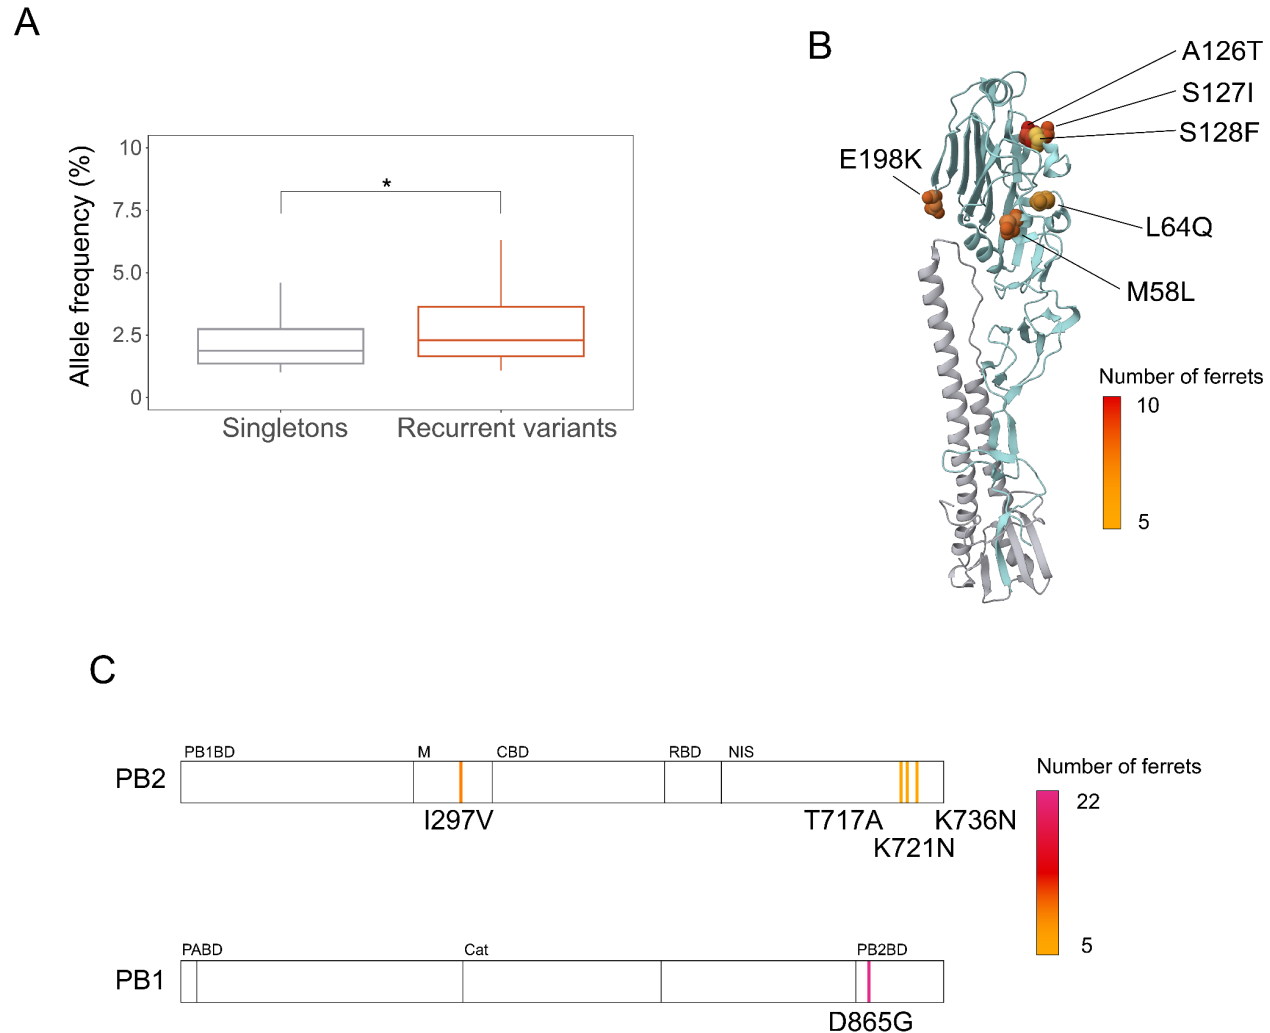 A
B
A126T
S127I
S128F
E198K
L64Q
M58L
Allele frequency (%)
10
7.5
5.0
2.5
0
*
Singletons
Recurrent variants
Number of ferrets
10
5
C
PB1BD
M
CBD
RBD
NIS
PB2
I297V
T717A
K736N
K721N
Number of ferrets
22
5
PABD
Cat
PB2BD
PB1
D865G